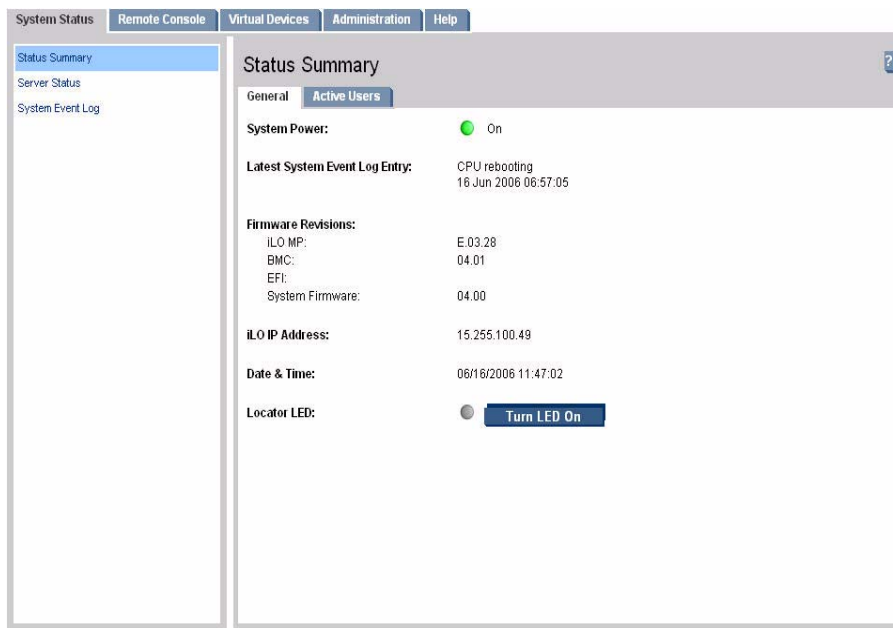 System Status Remote Console Virtual Devices Administration Help
Status Summary
Server Status
System Event Log
Status Summary
?
General Active Users
System Power: On
Latest System Event Log Entry: CPU rebooting
16 Jun 2006 06:57:05
Firmware Revisions:
iLO MP: E.03.28
BMC: 04.01
EFI:
System Firmware: 04.00
iLO IP Address: 15.255.100.49
Date & Time: 06/16/2006 11:47:02
Locator LED: Turn LED On